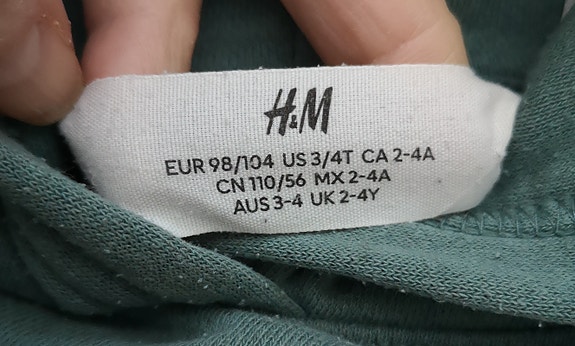 H&M
EUR 98/104 US 3/4T CA 2-4A
CN 110/56 MX 2-4A
AUS 3-4 UK 2-4Y